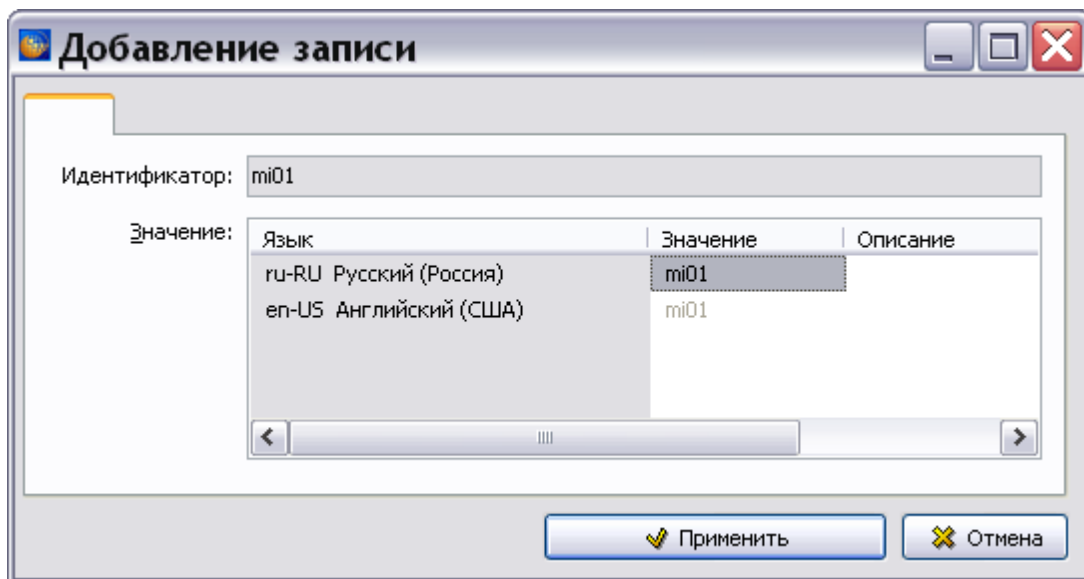 Добавление записи
Идентификатор: mi01
Значение:
Язык Значение Описание
ru-RU Русский (Россия) mi01
en-US Английский (США) mi01
Применить Отмена